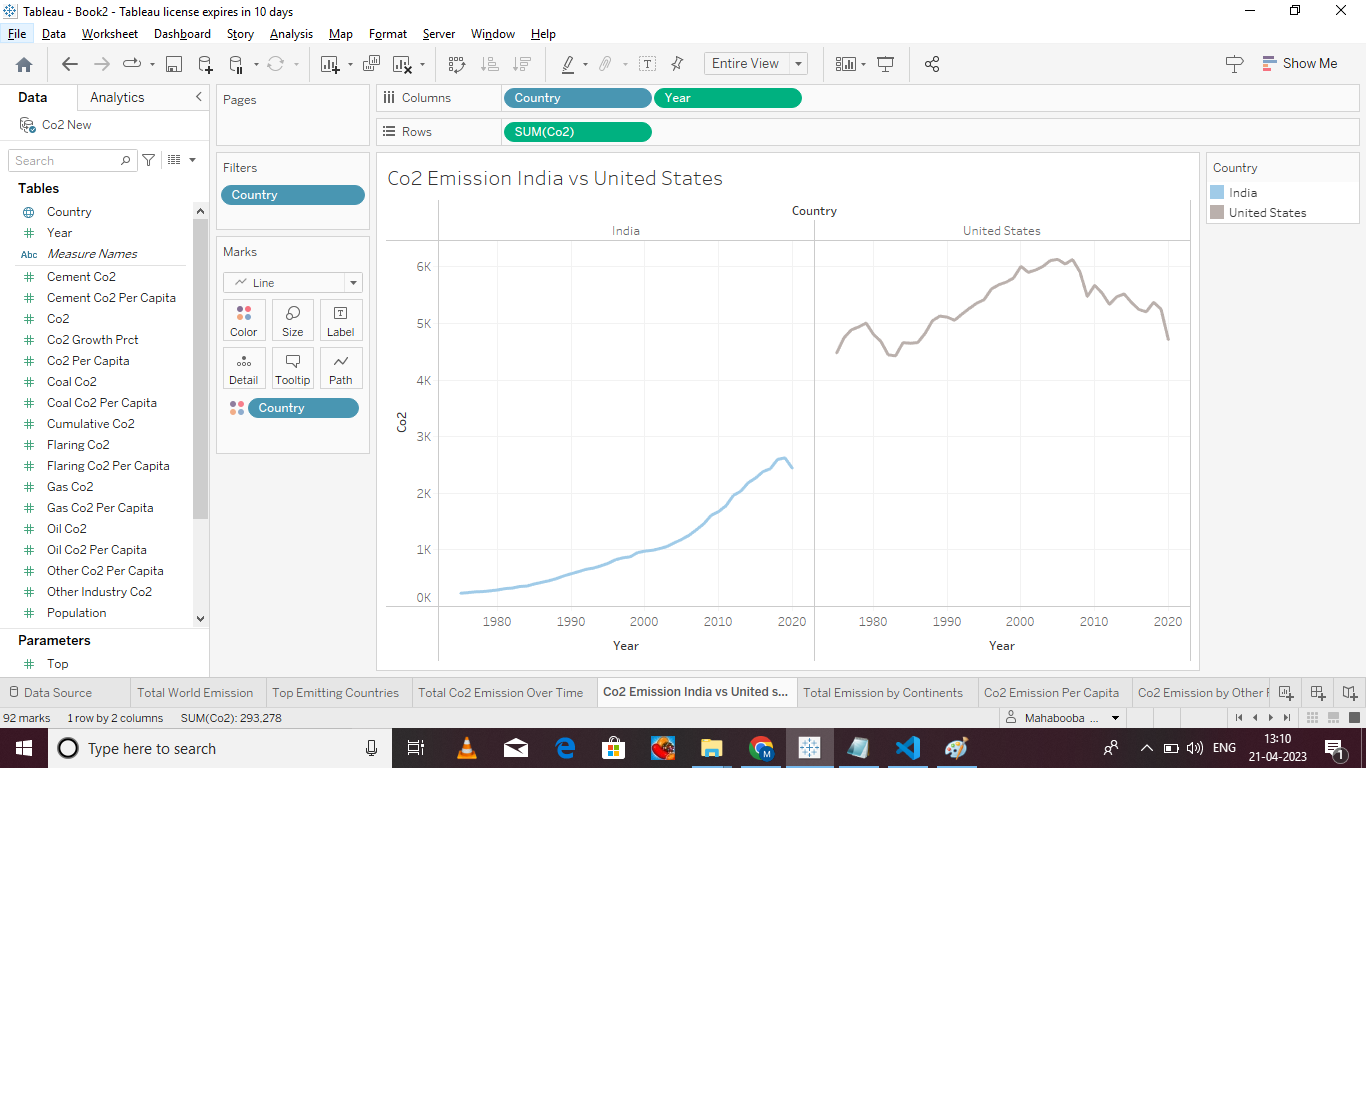 Tableau - Book2 - Tableau license expires in 10 days
File Data Worksheet Dashboard Story Analysis Map Format Server Window Help
Entire View
Show Me
Data Analytics
Co2 New
Search
Tables
Country
Year
Abc Measure Names
Cement Co2
Cement Co2 Per Capita
Co2
Co2 Growth Prct
Co2 Per Capita
Coal Co2
Coal Co2 Per Capita
Cumulative Co2
Flaring Co2
Flaring Co2 Per Capita
Gas Co2
Gas Co2 Per Capita
Oil Co2
Oil Co2 Per Capita
Other Co2 Per Capita
Other Industry Co2
Population
Parameters
Top
Pages
Filters
Country
Marks
Line
Color Size Label
Detail Tooltip Path
Country
Columns Country Year
Rows SUM(Co2)
Co2 Emission India vs United States
Country
India United States
6K
5K
4K
3K
2K
1K
0K
Co2
1980 1990 2000 2010 2020 1980 1990 2000 2010 2020
Year Year
Country
India
United States
Data Source Total World Emission Top Emitting Countries Total Co2 Emission Over Time Co2 Emission India vs United s... Total Emission by Continents Co2 Emission Per Capita Co2 Emission by Other F
92 marks 1 row by 2 columns SUM(Co2): 293,278 Mahabooba ...
Type here to search
M
ENG
13:10
21-04-2023
1